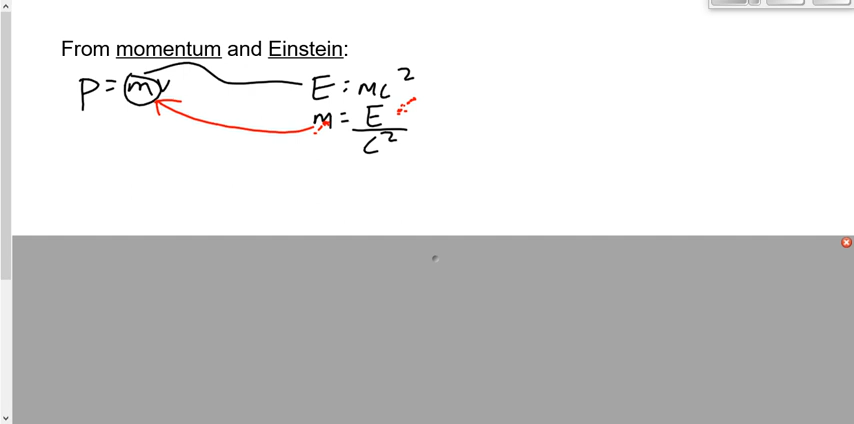 From momentum and Einstein:
P = mv
E = mc²
m = E/c²